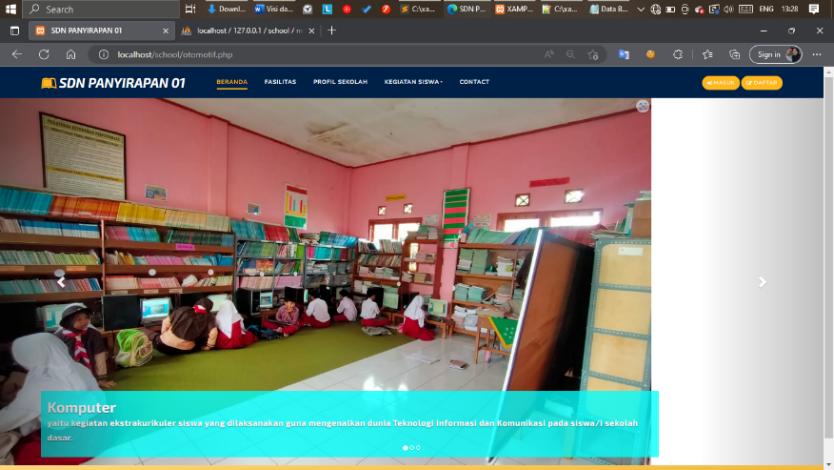 Search
Downl...
Visi da...
C:\xa...
SDN P...
XAMP...
C:\xa...
Data B...
ENG
13:28
SDN PANYIRAPAN 01
localhost / 127.0.0.1 / school / m
localhost/school/otomotif.php
Sign in
SDN PANYIRAPAN 01
BERANDA
FASILITAS
PROFIL SEKOLAH
KEGIATAN SISWA
CONTACT
MASUK
DAFTAR
Komputer
yaitu kegiatan ekstrakurikuler siswa yang dilaksanakan guna mengenalkan dunia Teknologi Informasi dan Komunikasi pada siswa/i sekolah
dasar.